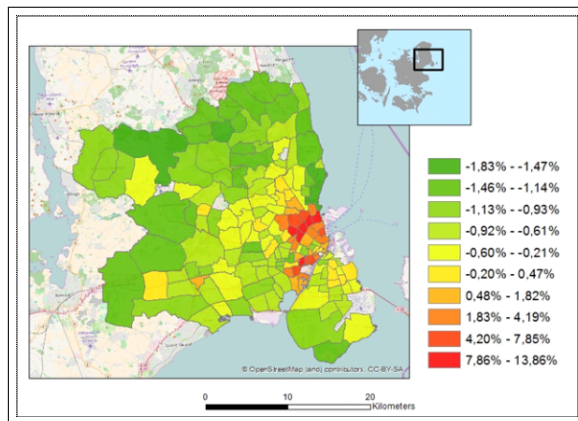 -1,83% - -1,47%
-1,46% - -1,14%
-1,13% - -0,93%
-0,92% - -0,61%
-0,60% - -0,21%
-0,20% - 0,47%
0,48% - 1,82%
1,83% - 4,19%
4,20% - 7,85%
7,86% - 13,86%
© OpenStreetMap (and) contributors, CC-BY-SA
0 10 20
Kilometers